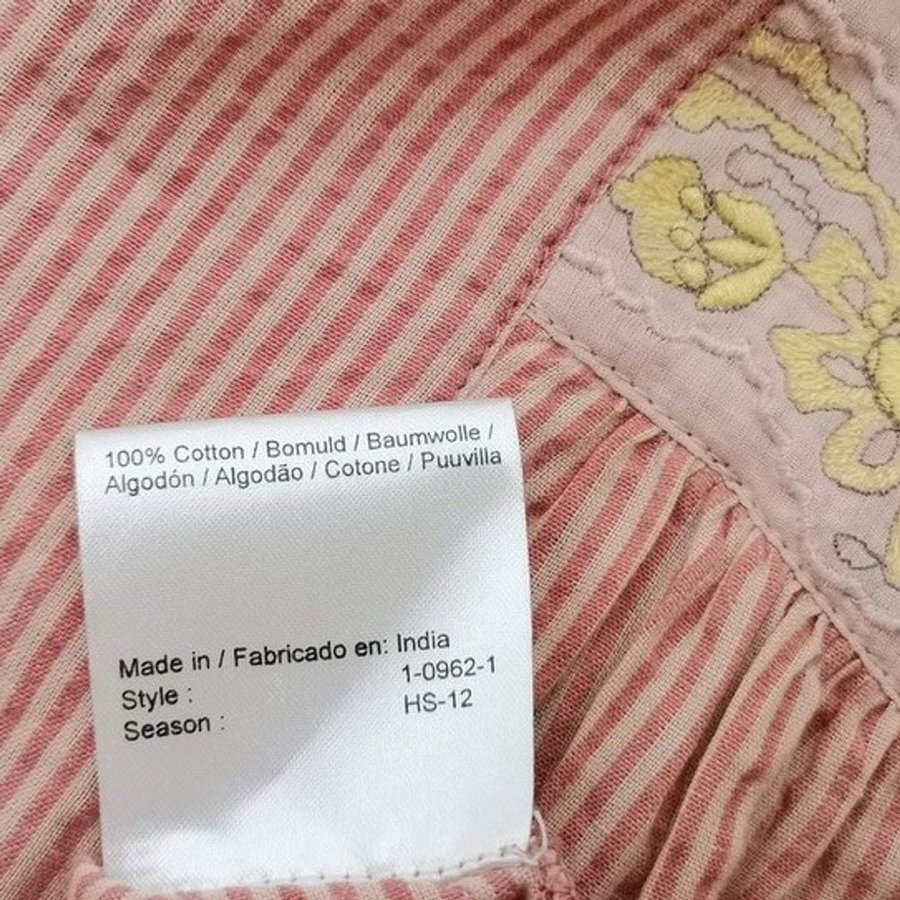 100% Cotton / Bomuld / Baumwolle /
Algodón / Algodão / Cotone / Puuvilla
Made in / Fabricado en: India
Style : 1-0962-1
Season : HS-12